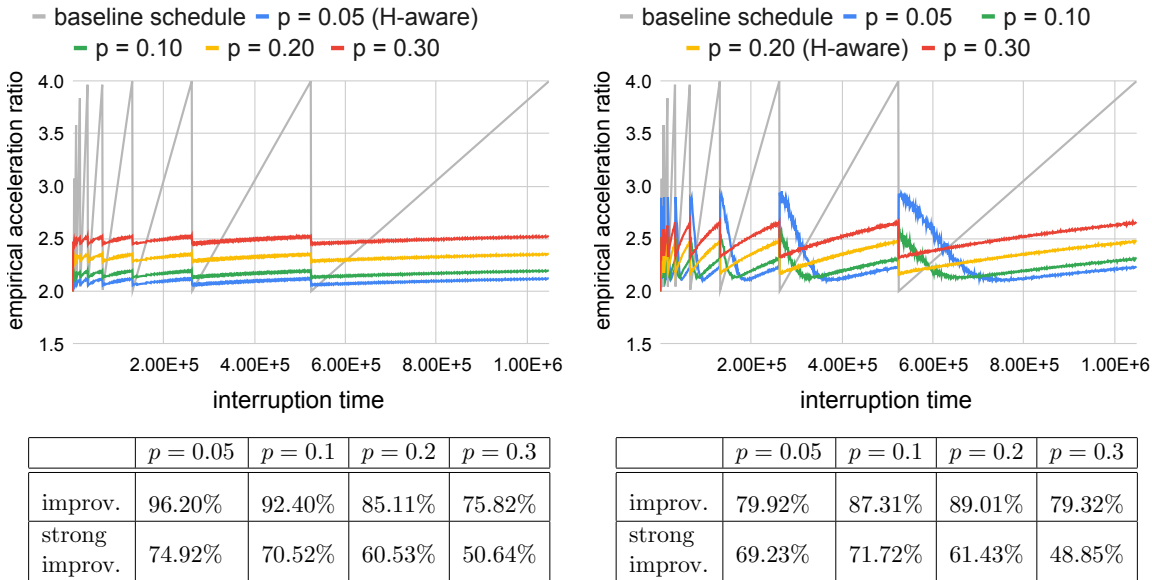 baseline schedule p = 0.05 (H-aware)
p = 0.10 p = 0.20 p = 0.30
empirical acceleration ratio
4.0
3.5
3.0
2.5
2.0
1.5
2.00E+5 4.00E+5 6.00E+5 8.00E+5 1.00E+6
interruption time
p = 0.05 p = 0.1 p = 0.2 p = 0.3
improv. 96.20% 92.40% 85.11% 75.82%
strong
improv. 74.92% 70.52% 60.53% 50.64%
baseline schedule p = 0.05 p = 0.10
p = 0.20 (H-aware) p = 0.30
empirical acceleration ratio
4.0
3.5
3.0
2.5
2.0
1.5
2.00E+5 4.00E+5 6.00E+5 8.00E+5 1.00E+6
interruption time
p = 0.05 p = 0.1 p = 0.2 p = 0.3
improv. 79.92% 87.31% 89.01% 79.32%
strong
improv. 69.23% 71.72% 61.43% 48.85%